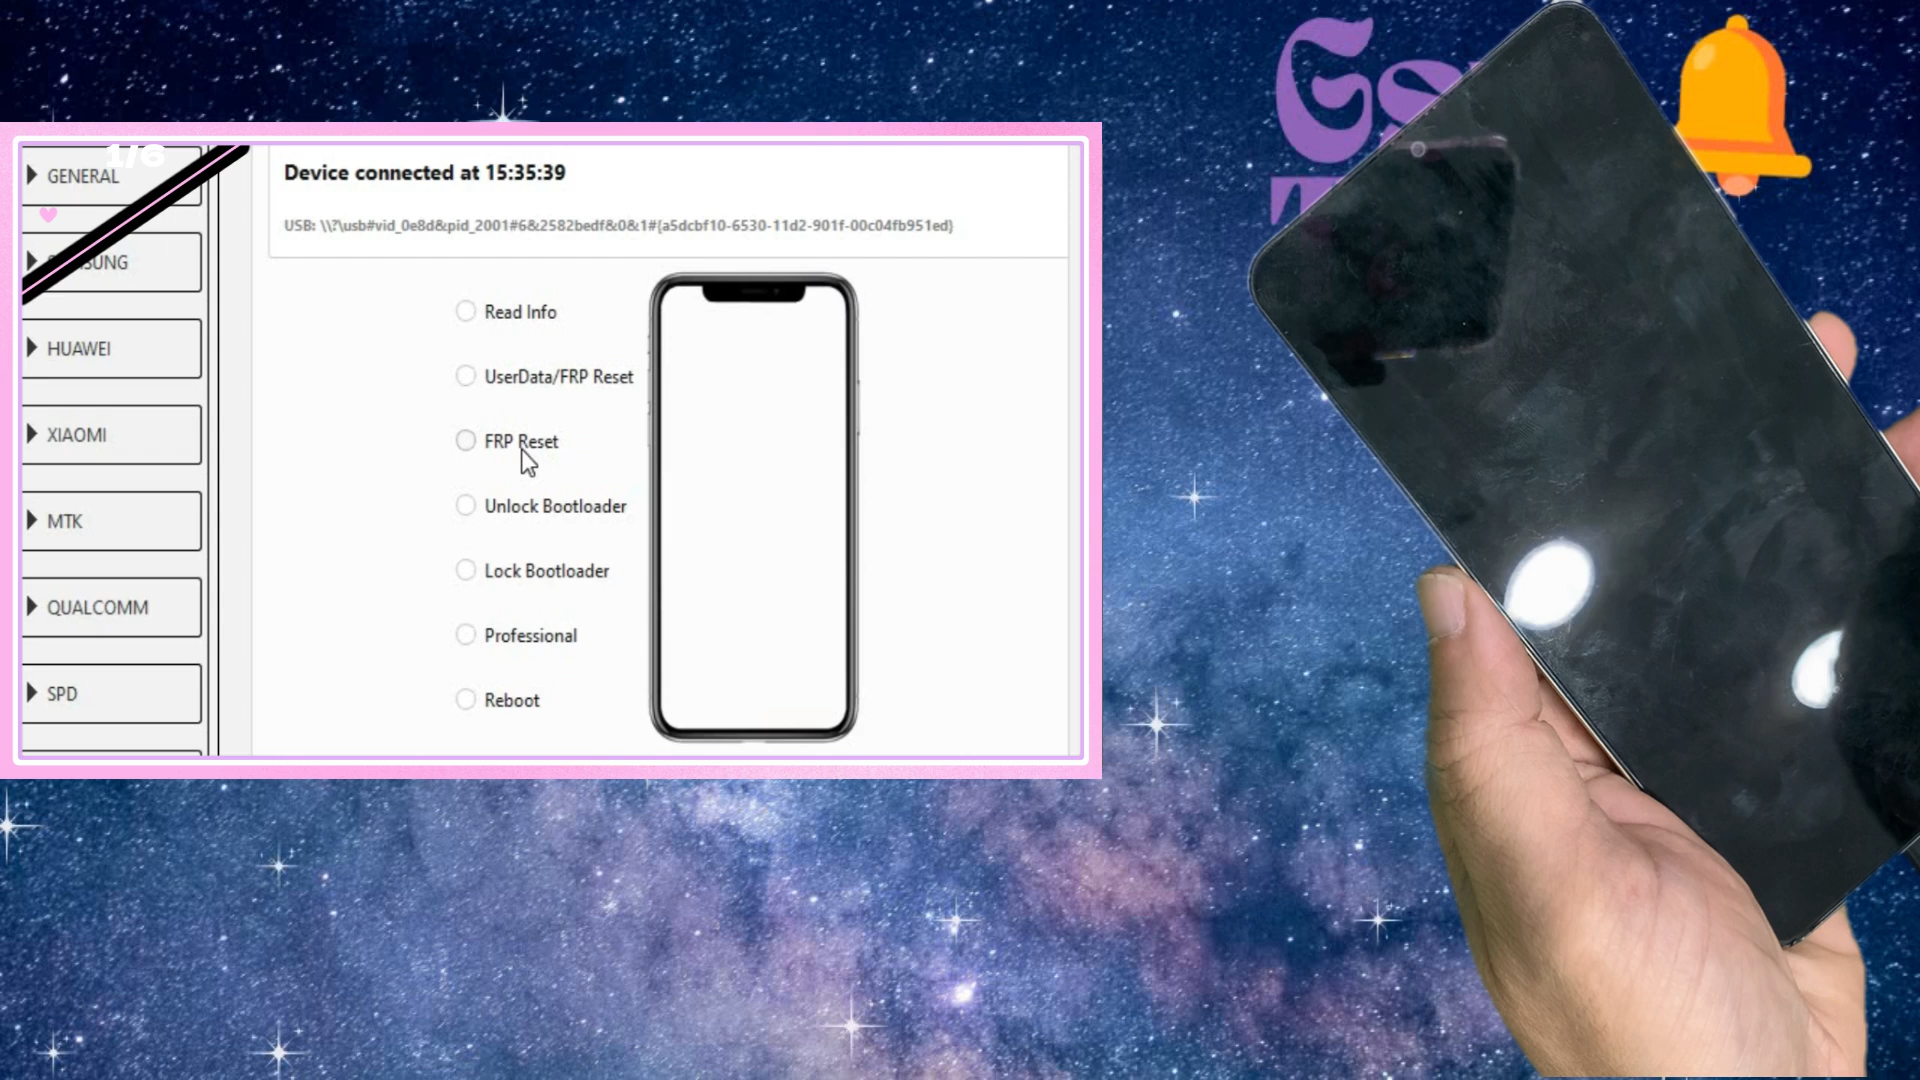 1/6
GENERAL
HUAWEI
XIAOMI
MTK
QUALCOMM
SPD
Device connected at 15:35:39
USB: \\?\usb#vid_0e8d&pid_2001#6&2582bedf&0&1#{a5dcbf10-6530-11d2-901f-00c04fb951ed}
Read Info
UserData/FRP Reset
FRP Reset
Unlock Bootloader
Lock Bootloader
Professional
Reboot